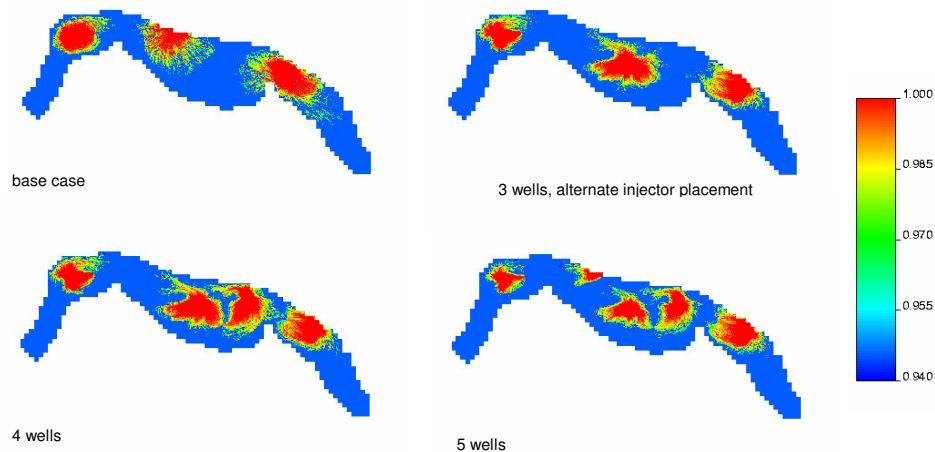 base case
3 wells, alternate injector placement
4 wells
5 wells
1.000
0.985
0.970
0.955
0.940